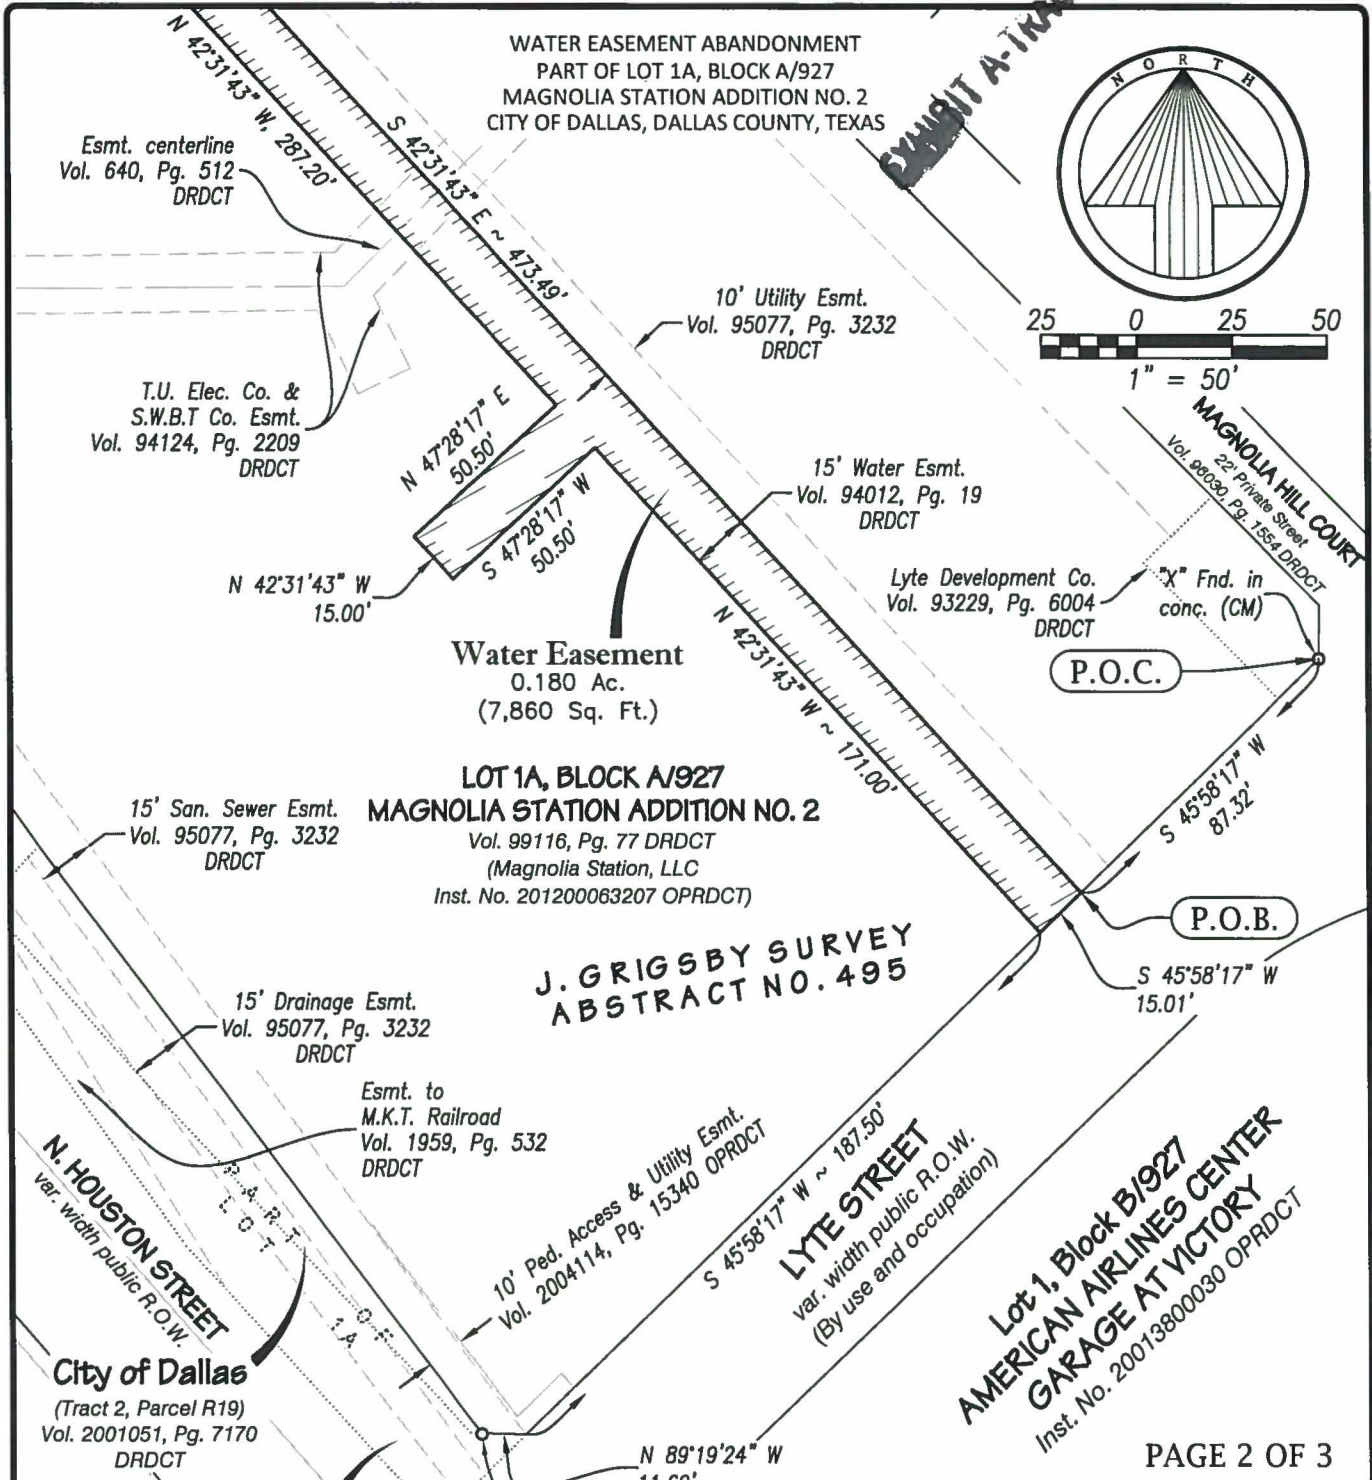 WATER EASEMENT ABANDONMENT
PART OF LOT 1A, BLOCK A/927
MAGNOLIA STATION ADDITION NO. 2
CITY OF DALLAS, DALLAS COUNTY, TEXAS
EXHIBIT A-TRA
NORTH
25 0 25 50
1" = 50'
N 42°31'43" W, 287.20'
S 42°31'43" E ~ 473.49'
Esmt. centerline
Vol. 640, Pg. 512
DRDCT
10' Utility Esmt.
Vol. 95077, Pg. 3232
DRDCT
T.U. Elec. Co. &
S.W.B.T Co. Esmt.
Vol. 94124, Pg. 2209
DRDCT
N 47°28'17" E
50.50'
S 47°28'17" W
50.50'
N 42°31'43" W
15.00'
15' Water Esmt.
Vol. 94012, Pg. 19
DRDCT
MAGNOLIA HILL COURT
22' Private Street
Vol. 96030, Pg. 1554 DRDCT
Lyte Development Co.
Vol. 93229, Pg. 6004
DRDCT
"X" Fnd. in
conc. (CM)
P.O.C.
Water Easement
0.180 Ac.
(7,860 Sq. Ft.)
N 42°31'43" W ~ 171.00'
S 45°58'17" W
87.32'
LOT 1A, BLOCK A/927
MAGNOLIA STATION ADDITION NO. 2
Vol. 99116, Pg. 77 DRDCT
(Magnolia Station, LLC
Inst. No. 201200063207 OPRDCT)
15' San. Sewer Esmt.
Vol. 95077, Pg. 3232
DRDCT
P.O.B.
S 45°58'17" W
15.01'
J. GRIGSBY SURVEY
ABSTRACT NO. 495
15' Drainage Esmt.
Vol. 95077, Pg. 3232
DRDCT
Esmt. to
M.K.T. Railroad
Vol. 1959, Pg. 532
DRDCT
10' Ped. Access & Utility Esmt.
Vol. 2004114, Pg. 15340 OPRDCT
S 45°58'17" W ~ 187.50'
LYTE STREET
var. width public R.O.W.
(By use and occupation)
Lot 1, Block B/927
AMERICAN AIRLINES CENTER
GARAGE AT VICTORY
Inst. No. 20013800030 OPRDCT
N. HOUSTON STREET
var. width public R.O.W.
PART OF
LOT 1A
City of Dallas
(Tract 2, Parcel R19)
Vol. 2001051, Pg. 7170
DRDCT
N 89°19'24" W
PAGE 2 OF 3